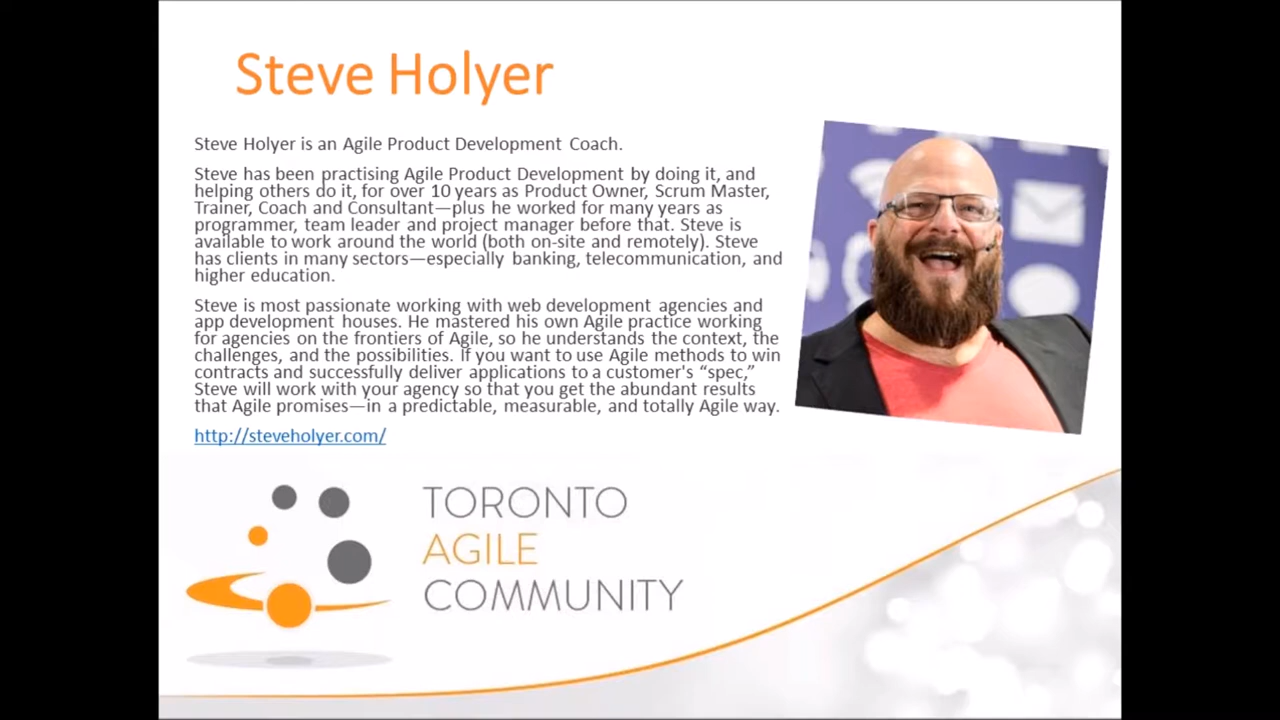 Steve Holyer
Steve Holyer is an Agile Product Development Coach.
Steve has been practising Agile Product Development by doing it, and
helping others do it, for over 10 years as Product Owner, Scrum Master,
Trainer, Coach and Consultant—plus he worked for many years as
programmer, team leader and project manager before that. Steve is
available to work around the world (both on-site and remotely). Steve
has clients in many sectors—especially banking, telecommunication, and
higher education.
Steve is most passionate working with web development agencies and
app development houses. He mastered his own Agile practice working
for agencies on the frontiers of Agile, so he understands the context, the
challenges, and the possibilities. If you want to use Agile methods to win
contracts and successfully deliver applications to a customer's “spec,”
Steve will work with your agency so that you get the abundant results
that Agile promises—in a predictable, measurable, and totally Agile way.
http://steveholyer.com/
TORONTO
AGILE
COMMUNITY